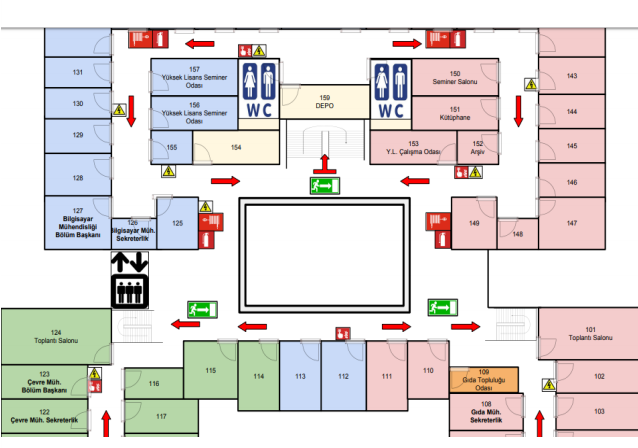 131
130
129
128
127
Bilgisayar
Mühendisliği
Bölüm Başkanı
126
Bilgisayar Müh.
Sekreterlik
125
157
Yüksek Lisans Seminer
Odası
156
Yüksek Lisans Seminer
Odası
155
154
WC
159
DEPO
WC
150
Seminer Salonu
151
Kütüphane
153
Y.L. Çalışma Odası
152
Arşiv
143
144
145
146
147
149
148
124
Toplantı Salonu
123
Çevre Müh.
Bölüm Başkanı
122
Çevre Müh. Sekreterlik
116
117
115
114
113
112
111
110
109
Gıda Topluluğu
Odası
108
Gıda Müh.
Sekreterlik
101
Toplantı Salonu
102
103